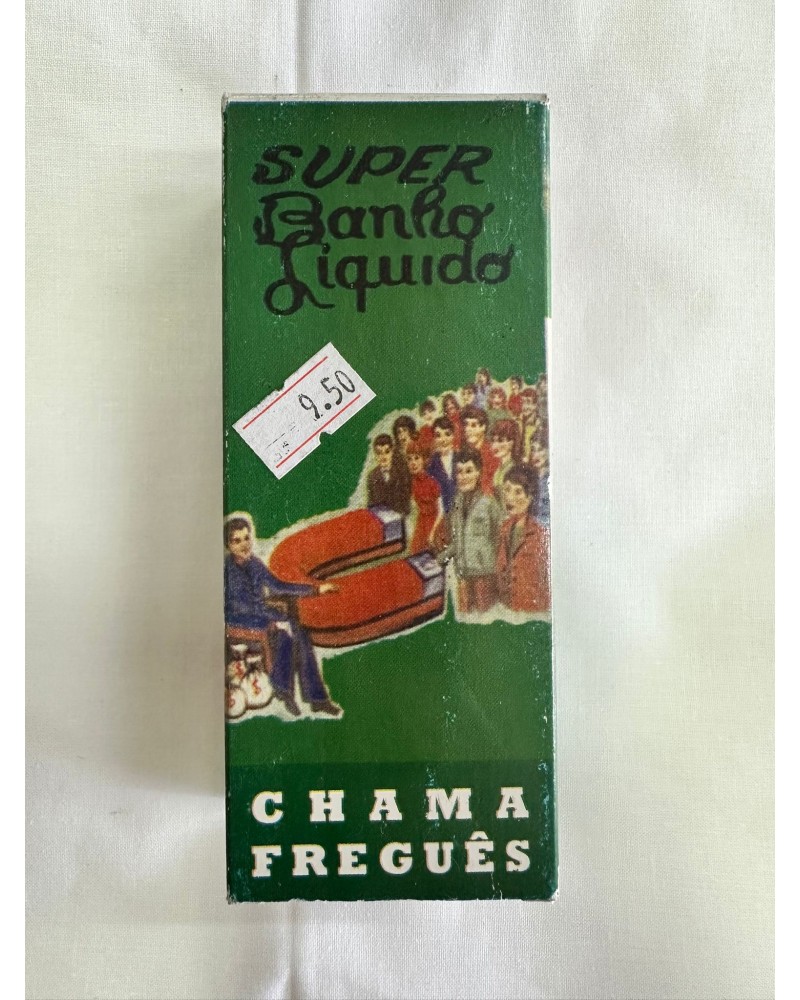 SUPER
Banho
Liquido
9.50
$
CHAMA
FREGUÊS